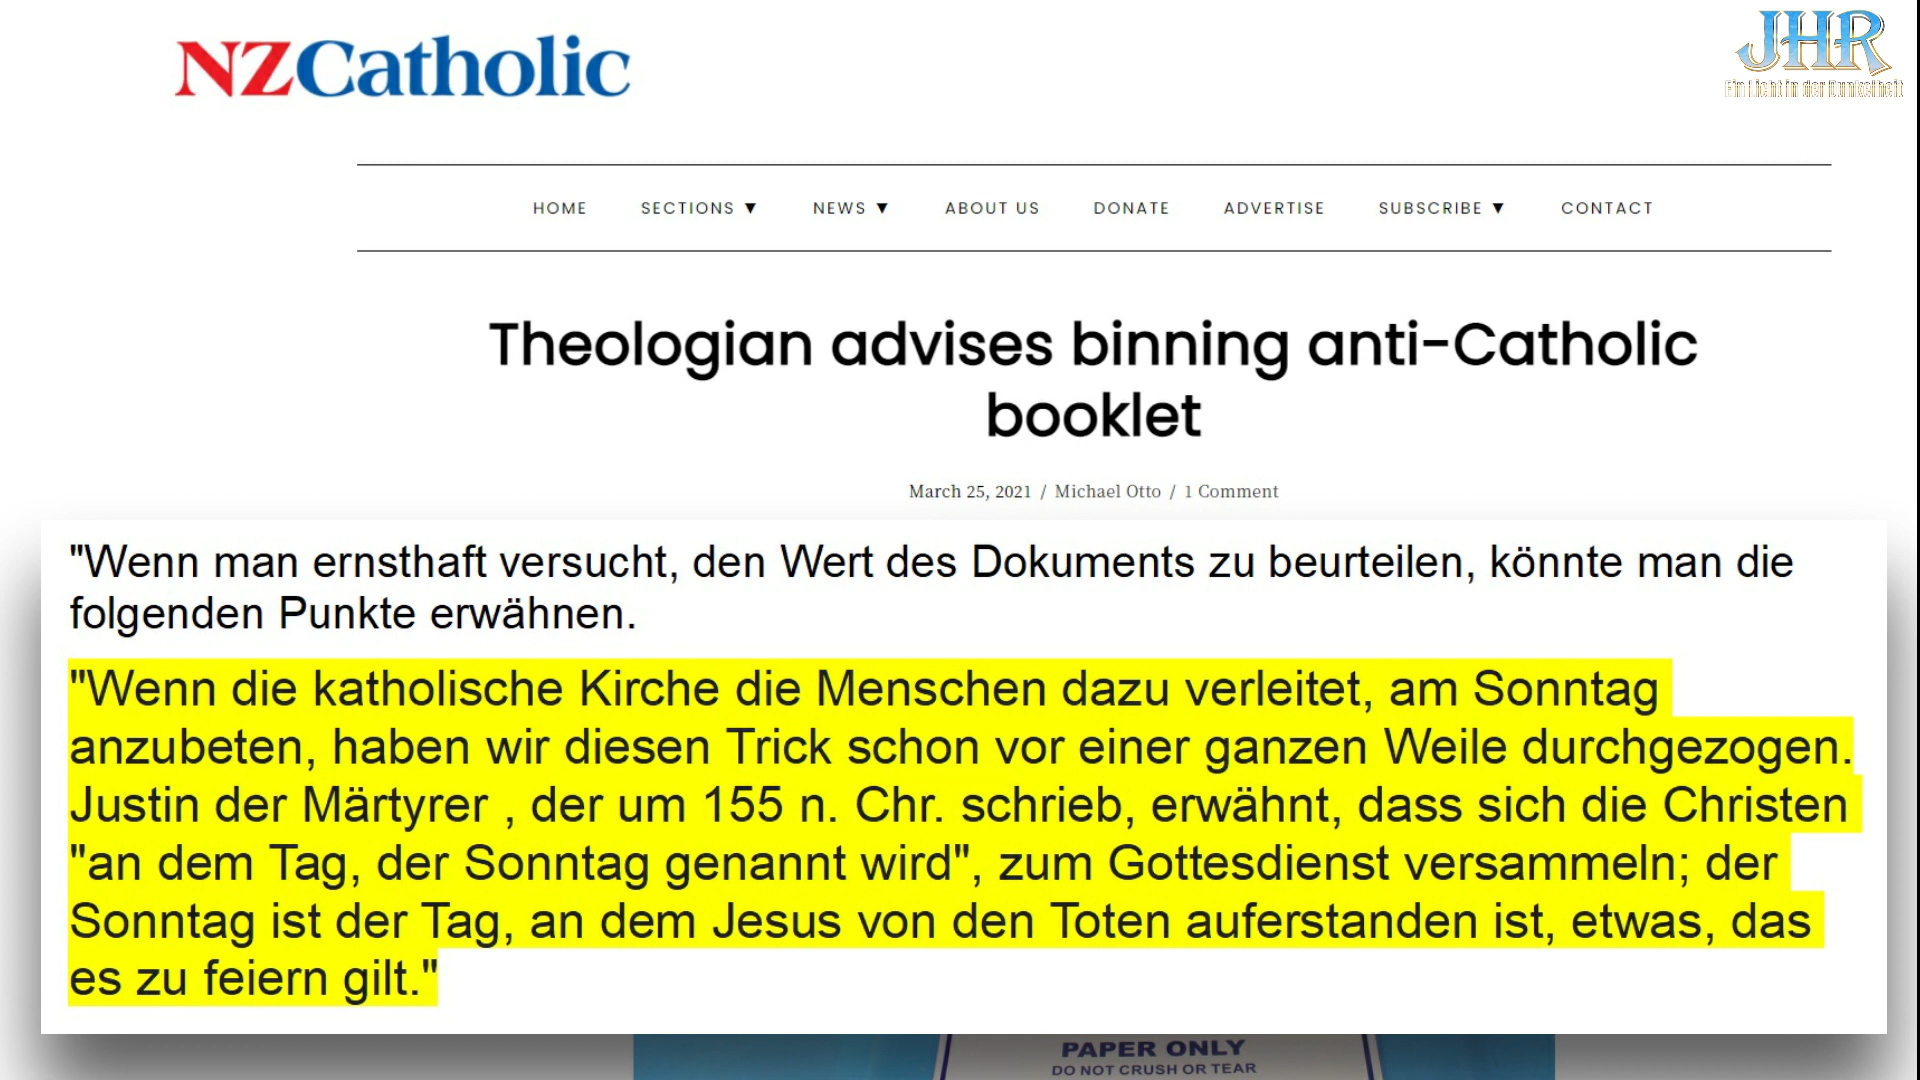 NZCatholic
JHR
Ein Licht in der Dunkelheit
HOME SECTIONS ▼ NEWS ▼ ABOUT US DONATE ADVERTISE SUBSCRIBE ▼ CONTACT
Theologian advises binning anti-Catholic
booklet
March 25, 2021 / Michael Otto / 1 Comment
"Wenn man ernsthaft versucht, den Wert des Dokuments zu beurteilen, könnte man die
folgenden Punkte erwähnen.
"Wenn die katholische Kirche die Menschen dazu verleitet, am Sonntag
anzubeten, haben wir diesen Trick schon vor einer ganzen Weile durchgezogen.
Justin der Märtyrer , der um 155 n. Chr. schrieb, erwähnt, dass sich die Christen
"an dem Tag, der Sonntag genannt wird", zum Gottesdienst versammeln; der
Sonntag ist der Tag, an dem Jesus von den Toten auferstanden ist, etwas, das
es zu feiern gilt."
PAPER ONLY
DO NOT CRUSH OR TEAR